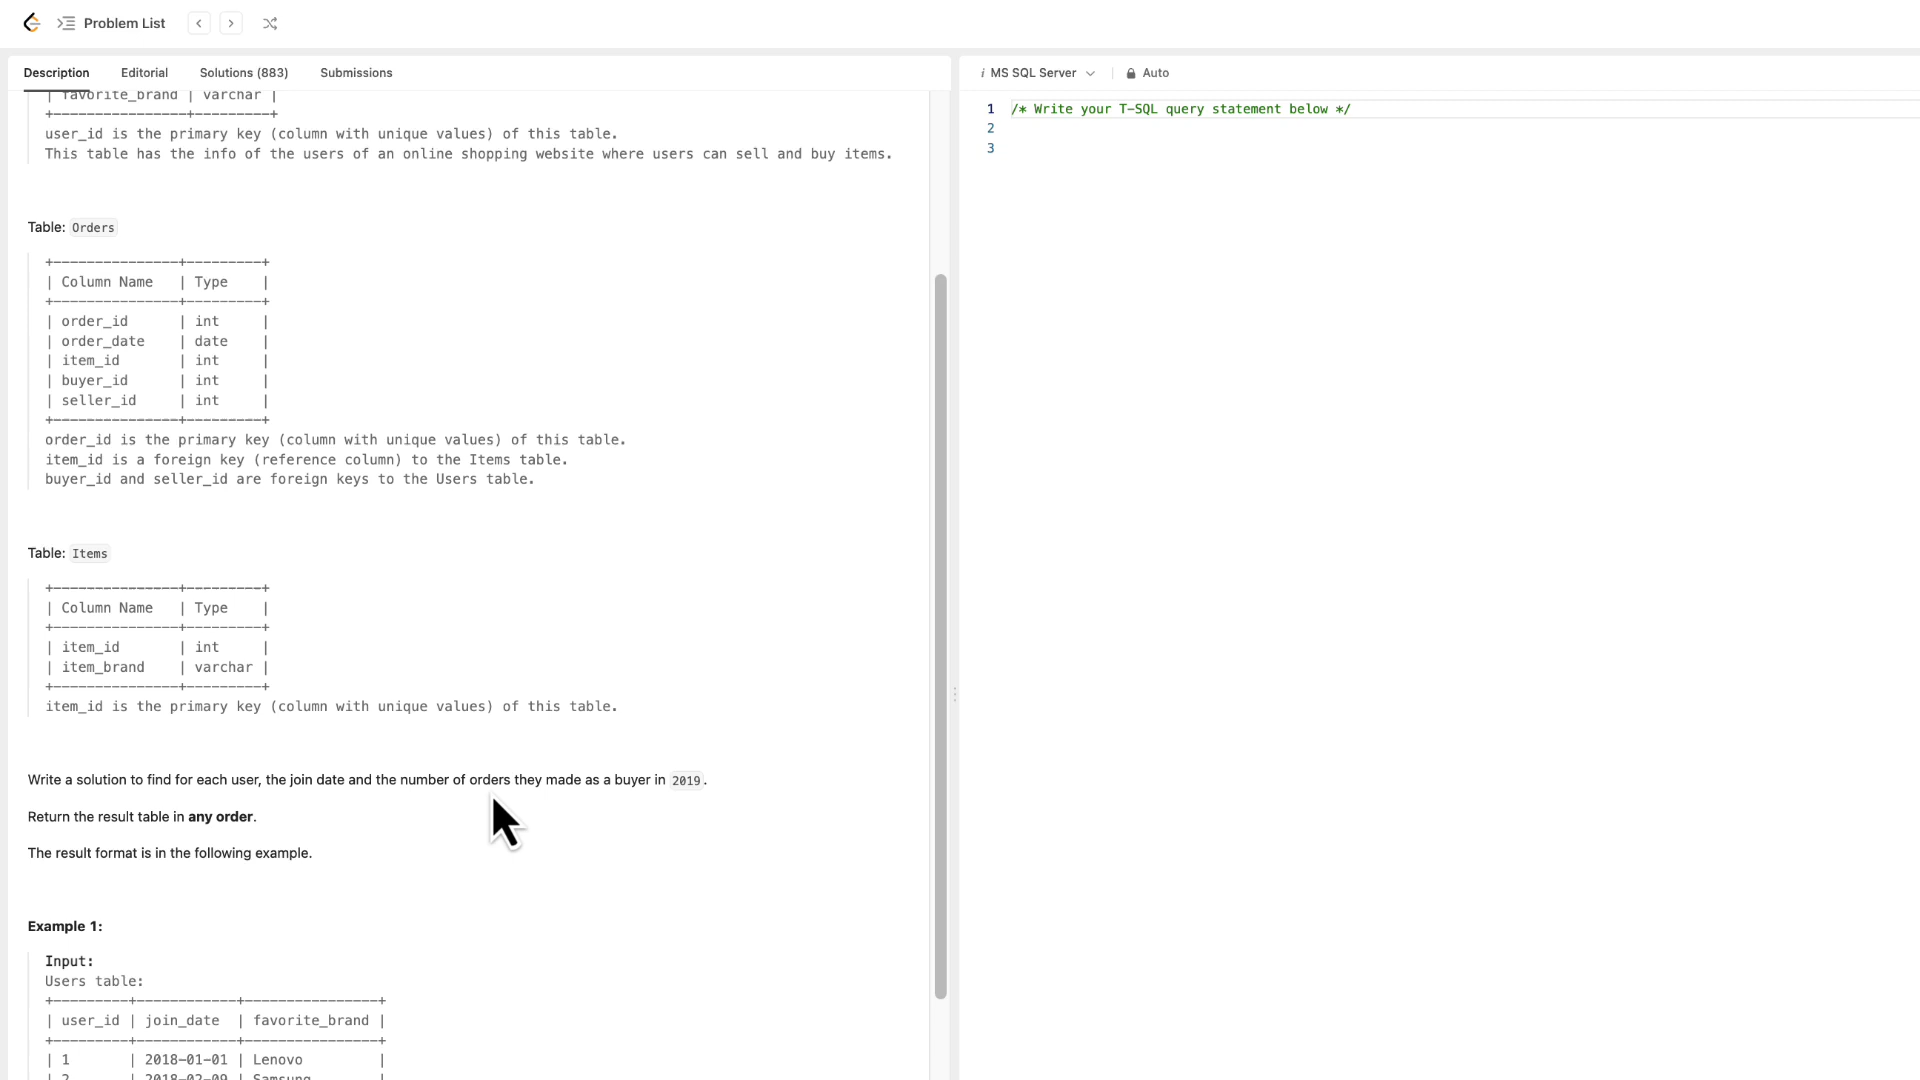 Problem List
Description Editorial Solutions (883) Submissions
| favorite_brand | varchar |
+----------------+---------+
user_id is the primary key (column with unique values) of this table.
This table has the info of the users of an online shopping website where users can sell and buy items.
Table: Orders
+---------------+---------+
| Column Name | Type |
+---------------+---------+
| order_id | int |
| order_date | date |
| item_id | int |
| buyer_id | int |
| seller_id | int |
+---------------+---------+
order_id is the primary key (column with unique values) of this table.
item_id is a foreign key (reference column) to the Items table.
buyer_id and seller_id are foreign keys to the Users table.
Table: Items
+---------------+---------+
| Column Name | Type |
+---------------+---------+
| item_id | int |
| item_brand | varchar |
+---------------+---------+
item_id is the primary key (column with unique values) of this table.
Write a solution to find for each user, the join date and the number of orders they made as a buyer in 2019.
Return the result table in any order.
The result format is in the following example.
Example 1:
Input:
Users table:
+---------+------------+----------------+
| user_id | join_date | favorite_brand |
+---------+------------+----------------+
| 1 | 2018-01-01 | Lenovo |
| 2 | 2018-02-09 | Samsung |
i MS SQL Server Auto
1 /* Write your T-SQL query statement below */
2
3